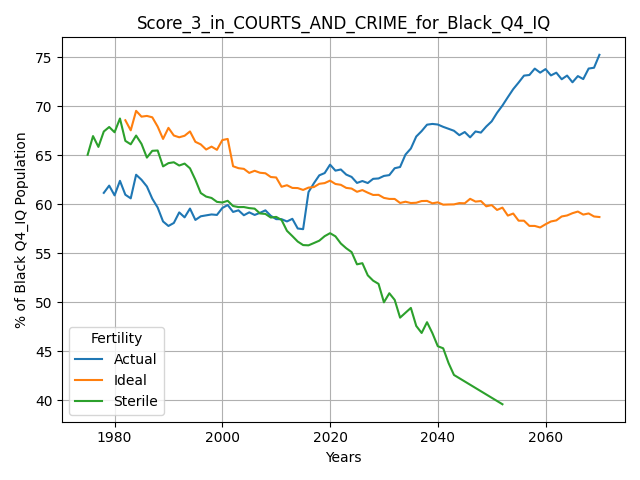 Score_3_in_COURTS_AND_CRIME_for_Black_Q4_IQ
% of Black Q4_IQ Population
75
70
65
60
55
50
45
40
Fertility
Actual
Ideal
Sterile
1980
2000
2020
2040
2060
Years